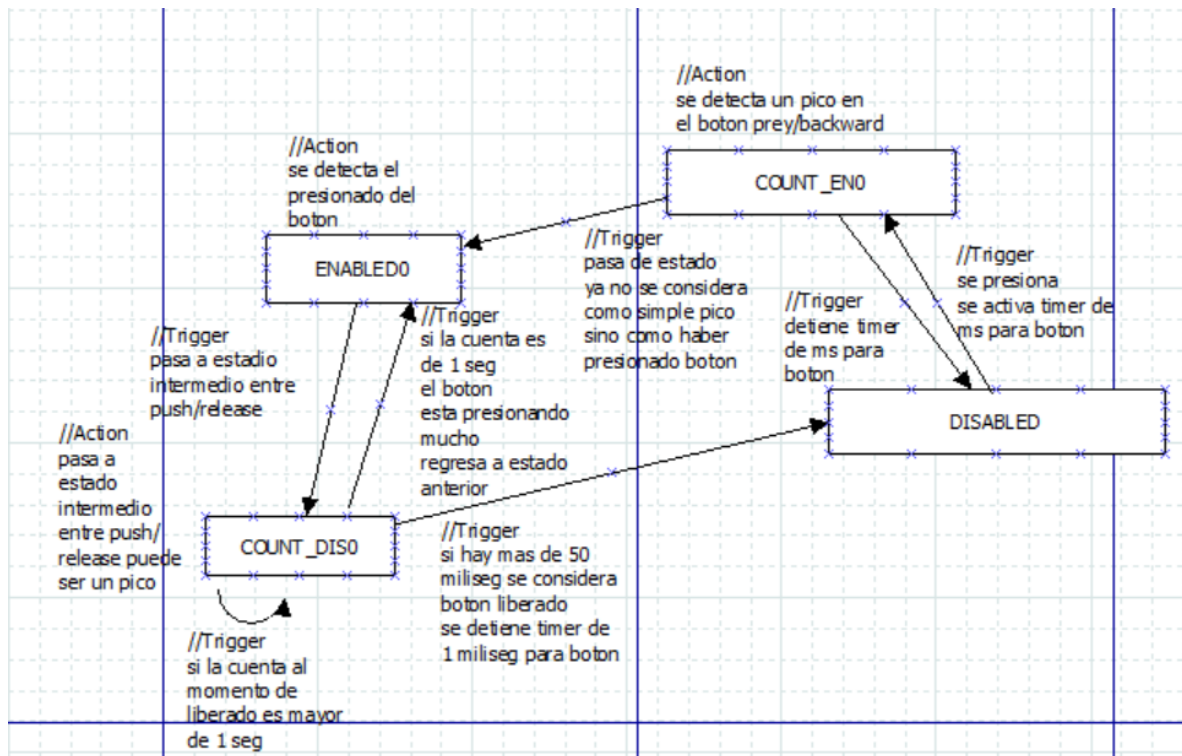 //Action
se detecta un pico en
el boton prey/backward
COUNT_EN0
//Action
se detecta el
presionado del
boton
ENABLED0
//Trigger
pasa de estado
ya no se considera
como simple pico
sino como haber
presionado boton
//Trigger
se presiona
se activa timer de
ms para boton
//Trigger
detiene timer
de ms para
boton
//Trigger
si la cuenta es
de 1 seg
el boton
esta presionando
mucho
regresa a estado
anterior
//Trigger
pasa a estadio
intermedio entre
push/release
DISABLED
//Action
pasa a
estado
intermedio
entre push/
release puede
ser un pico
COUNT_DIS0
//Trigger
si hay mas de 50
miliseg se considera
boton liberado
se detiene timer de
1 miliseg para boton
//Trigger
si la cuenta al
momento de
liberado es mayor
de 1 seg